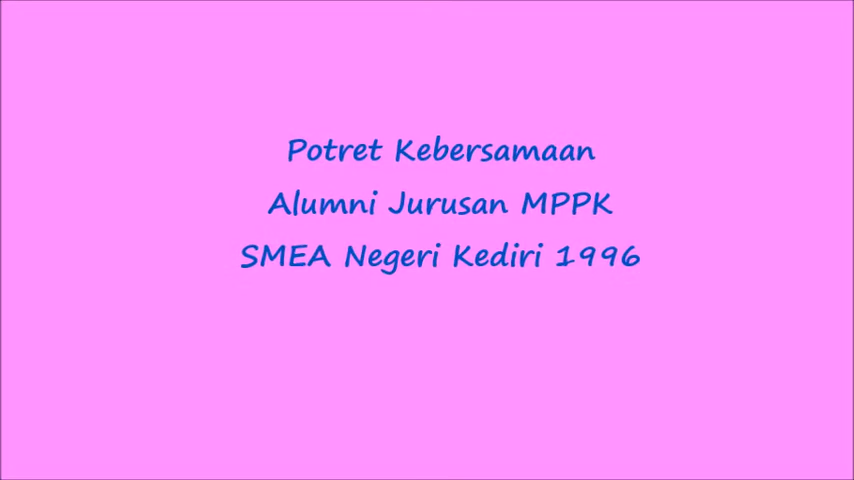 Potret Kebersamaan
Alumni Jurusan MPPK
SMEA Negeri Kediri 1996